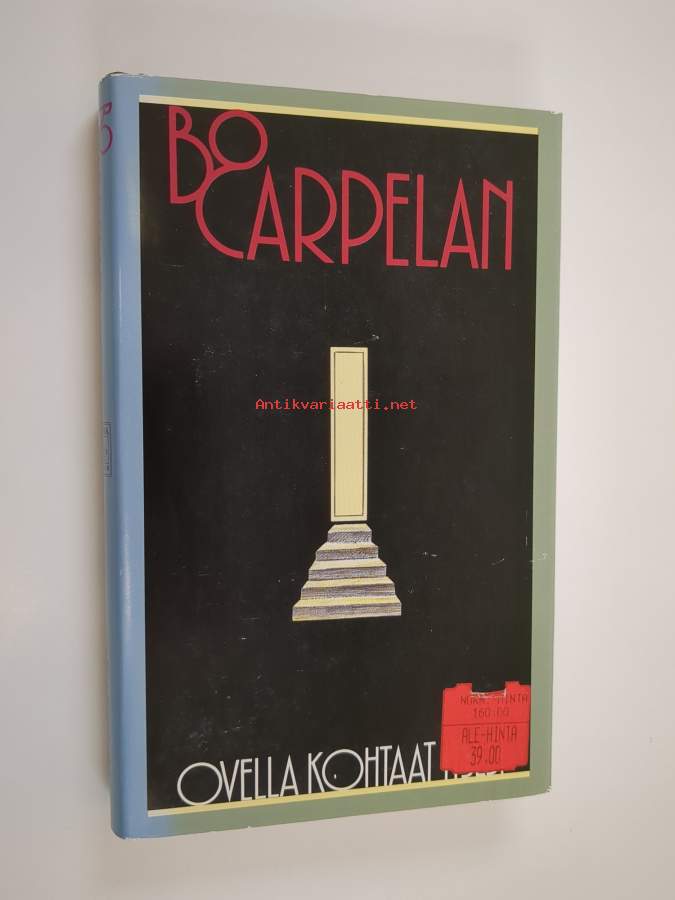 BO
CARPELAN
Antikvariaatti.net
NORM.-HINTA
160.00
ALE-HINTA
39.00
OVELLA KOHTAAT